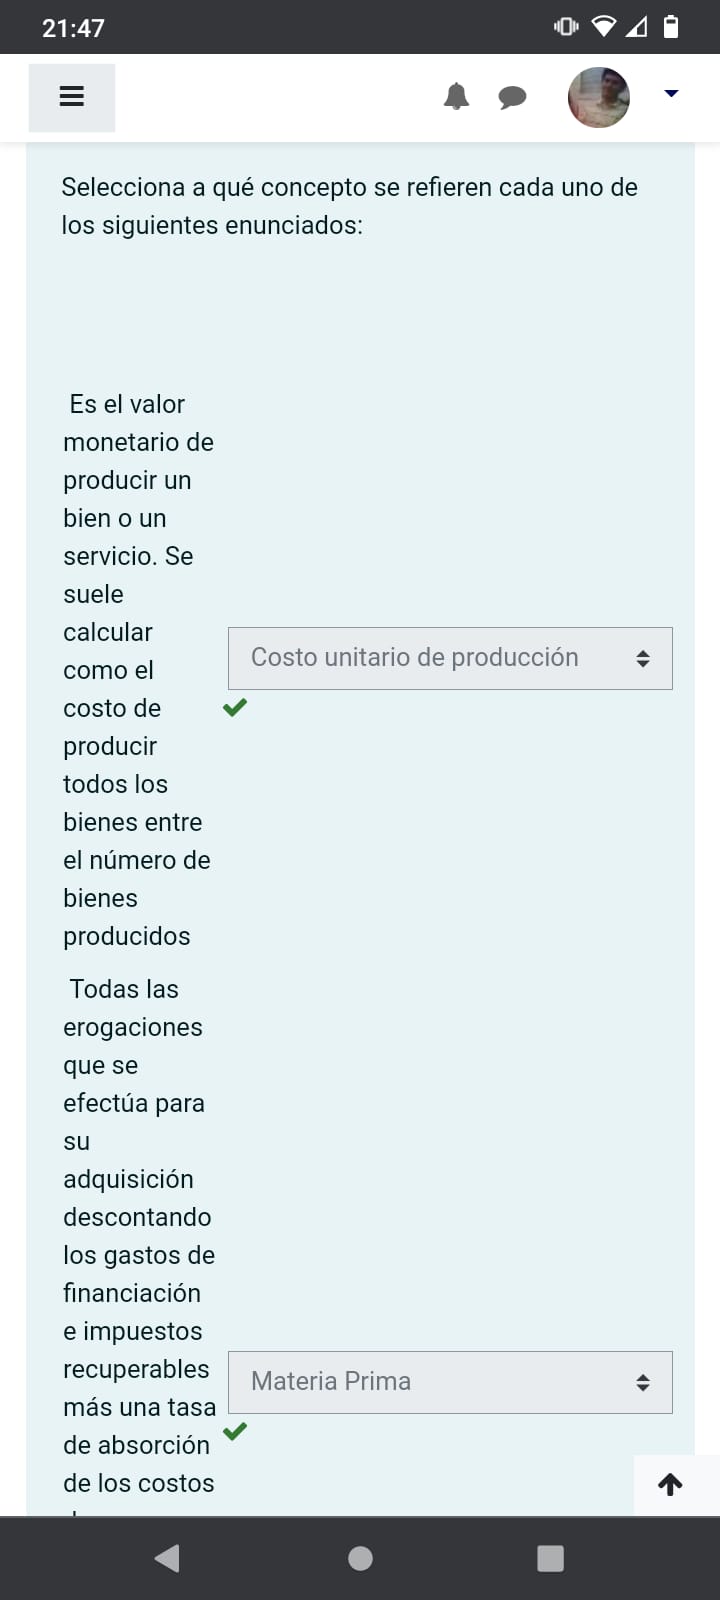 21:47
Selecciona a qué concepto se refieren cada uno de
los siguientes enunciados:
Es el valor
monetario de
producir un
bien o un
servicio. Se
suele
calcular
como el
costo de
producir
todos los
bienes entre
el número de
bienes
producidos
Costo unitario de producción
Todas las
erogaciones
que se
efectúa para
su
adquisición
descontando
los gastos de
financiación
e impuestos
recuperables
más una tasa
de absorción
de los costos
Materia Prima